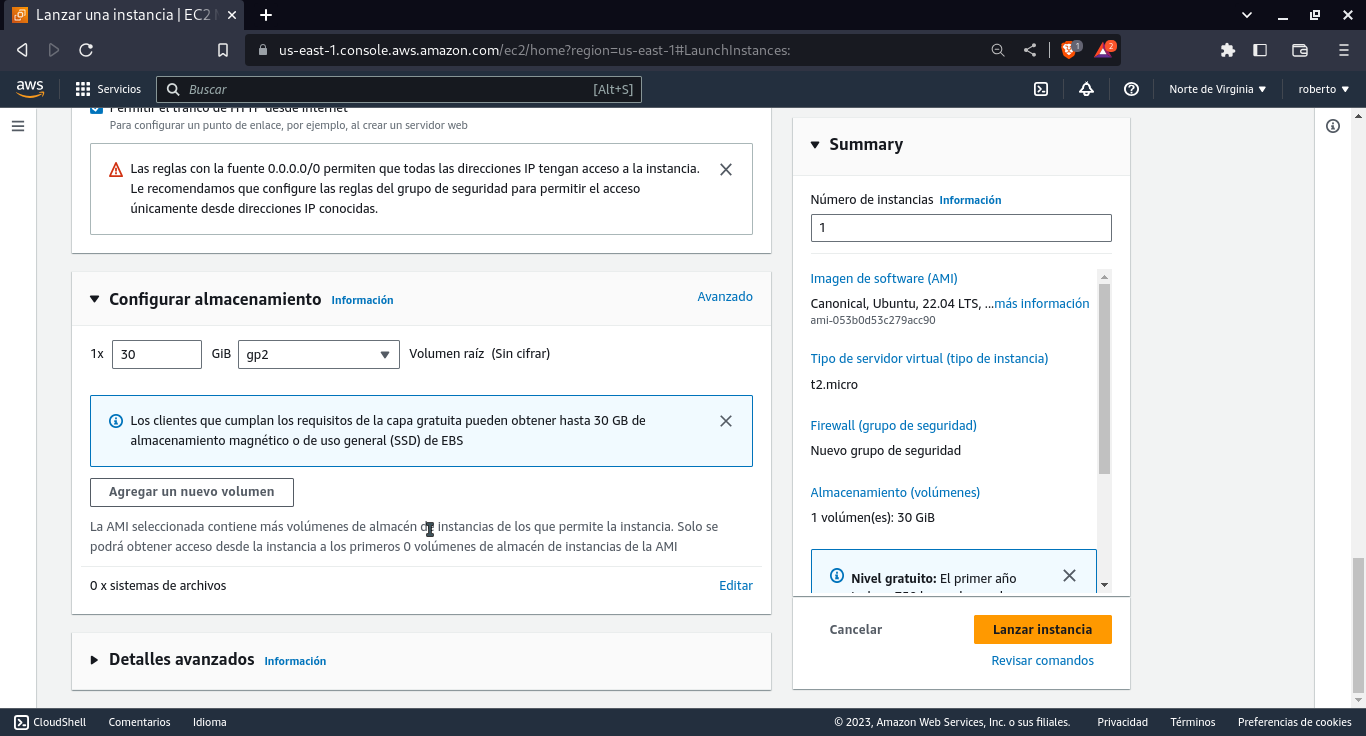 Lanzar una instancia | EC2 M
us-east-1.console.aws.amazon.com/ec2/home?region=us-east-1#LaunchInstances:
1
2
aws
Servicios
Buscar
[Alt+S]
Norte de Virginia
roberto
Permitir el tráfico de HTTP desde Internet
Para configurar un punto de enlace, por ejemplo, al crear un servidor web
Las reglas con la fuente 0.0.0.0/0 permiten que todas las direcciones IP tengan acceso a la instancia.
Le recomendamos que configure las reglas del grupo de seguridad para permitir el acceso
únicamente desde direcciones IP conocidas.
Configurar almacenamiento Información
Avanzado
1x 30 GiB gp2 Volumen raíz (Sin cifrar)
Los clientes que cumplan los requisitos de la capa gratuita pueden obtener hasta 30 GB de
almacenamiento magnético o de uso general (SSD) de EBS
Agregar un nuevo volumen
La AMI seleccionada contiene más volúmenes de almacén de instancias de los que permite la instancia. Solo se
podrá obtener acceso desde la instancia a los primeros 0 volúmenes de almacén de instancias de la AMI
0 x sistemas de archivos
Editar
Detalles avanzados Información
Summary
Número de instancias Información
1
Imagen de software (AMI)
Canonical, Ubuntu, 22.04 LTS, ...más información
ami-053b0d53c279acc90
Tipo de servidor virtual (tipo de instancia)
t2.micro
Firewall (grupo de seguridad)
Nuevo grupo de seguridad
Almacenamiento (volúmenes)
1 volúmen(es): 30 GiB
Nivel gratuito: El primer año
Cancelar
Lanzar instancia
Revisar comandos
CloudShell
Comentarios
Idioma
© 2023, Amazon Web Services, Inc. o sus filiales.
Privacidad
Términos
Preferencias de cookies